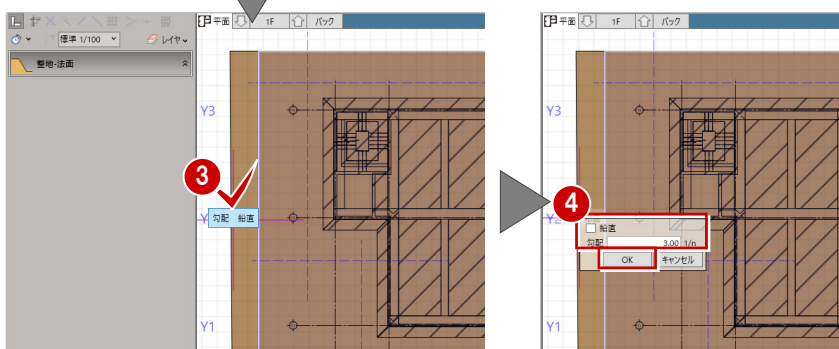 平面 1F バック
標準 1/100 レイヤ
整地-法面
Y3
3
勾配 鉛直
Y1
平面 1F バック
Y3
4
鉛直
勾配 3.00 1/n
OK キャンセル
Y1